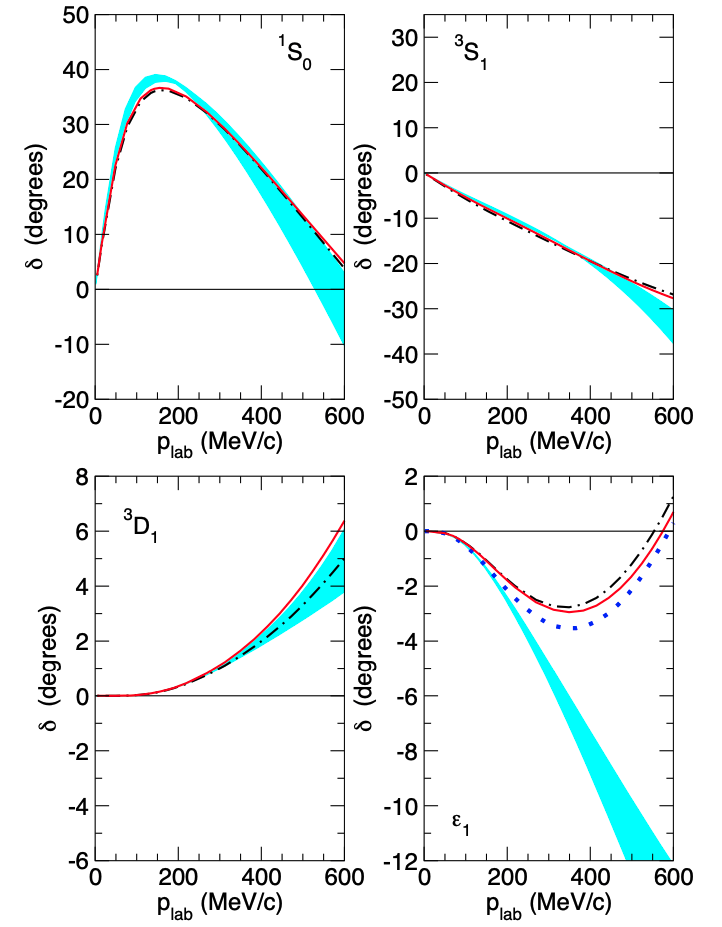 50
40
30
20
10
0
-10
-20
δ (degrees)
¹S₀
0 200 400 600
p_lab (MeV/c)
30
20
10
0
-10
-20
-30
-40
-50
δ (degrees)
³S₁
0 200 400 600
p_lab (MeV/c)
8
6
4
2
0
-2
-4
-6
δ (degrees)
³D₁
0 200 400 600
p_lab (MeV/c)
2
0
-2
-4
-6
-8
-10
-12
δ (degrees)
ε₁
0 200 400 600
p_lab (MeV/c)